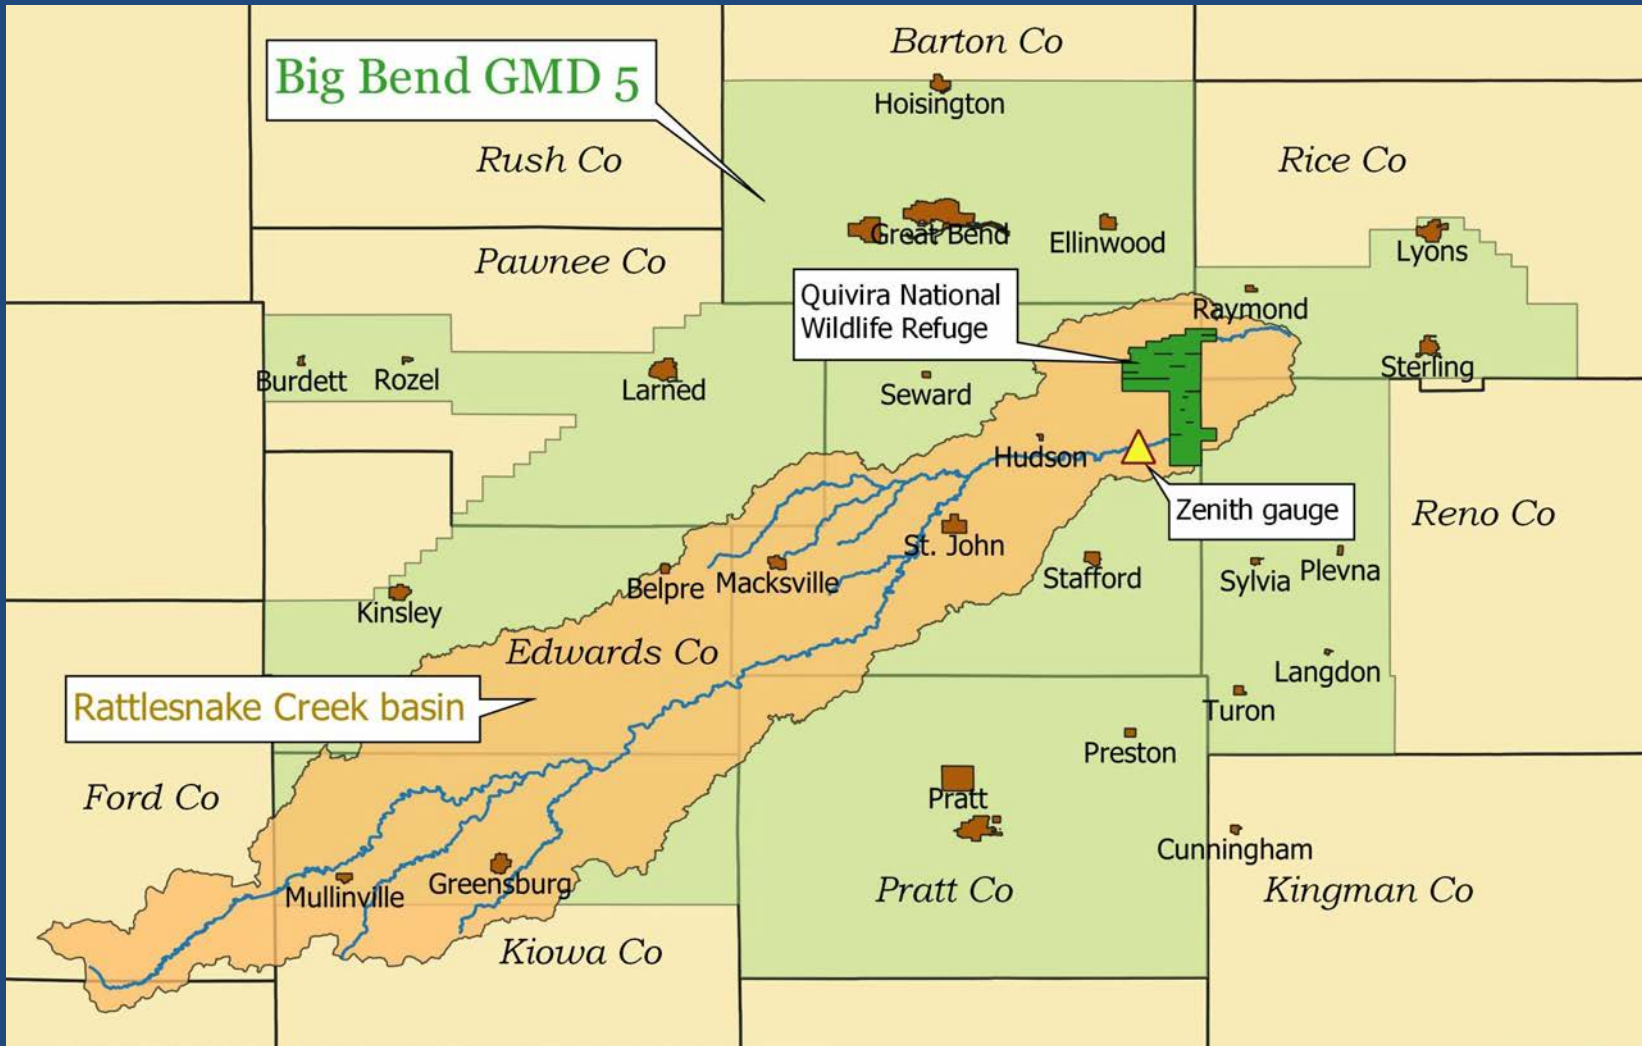 Barton Co
Big Bend GMD 5
Hoisington
Rush Co
Rice Co
Great Bend
Ellinwood
Lyons
Pawnee Co
Quivira National
Wildlife Refuge
Raymond
Burdett
Rozel
Larned
Seward
Sterling
Hudson
Zenith gauge
Reno Co
St. John
Belpre
Macksville
Stafford
Sylvia
Plevna
Kinsley
Edwards Co
Langdon
Rattlesnake Creek basin
Turon
Preston
Ford Co
Pratt
Cunningham
Mullinville
Greensburg
Pratt Co
Kingman Co
Kiowa Co